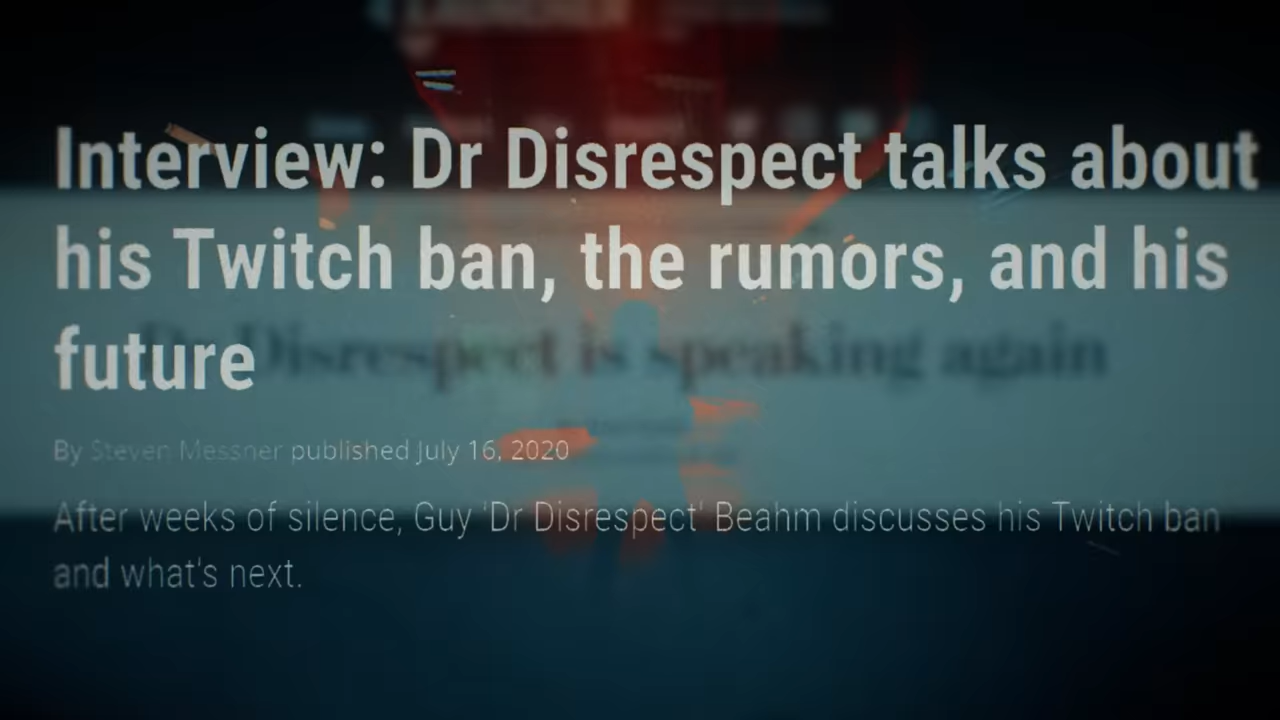 Interview: Dr Disrespect talks about
his Twitch ban, the rumors, and his
future
Disrespect is speaking again
By Steven Messner published July 16, 2020
After weeks of silence, Guy 'Dr Disrespect' Beahm discusses his Twitch ban
and what's next.